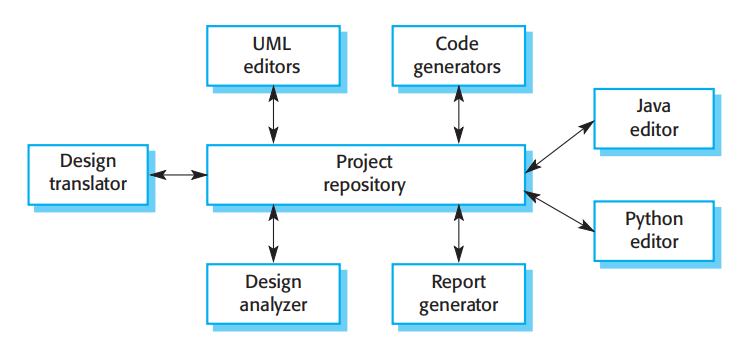 UML
editors
Code
generators
Java
editor
Design
translator
Project
repository
Python
editor
Design
analyzer
Report
generator